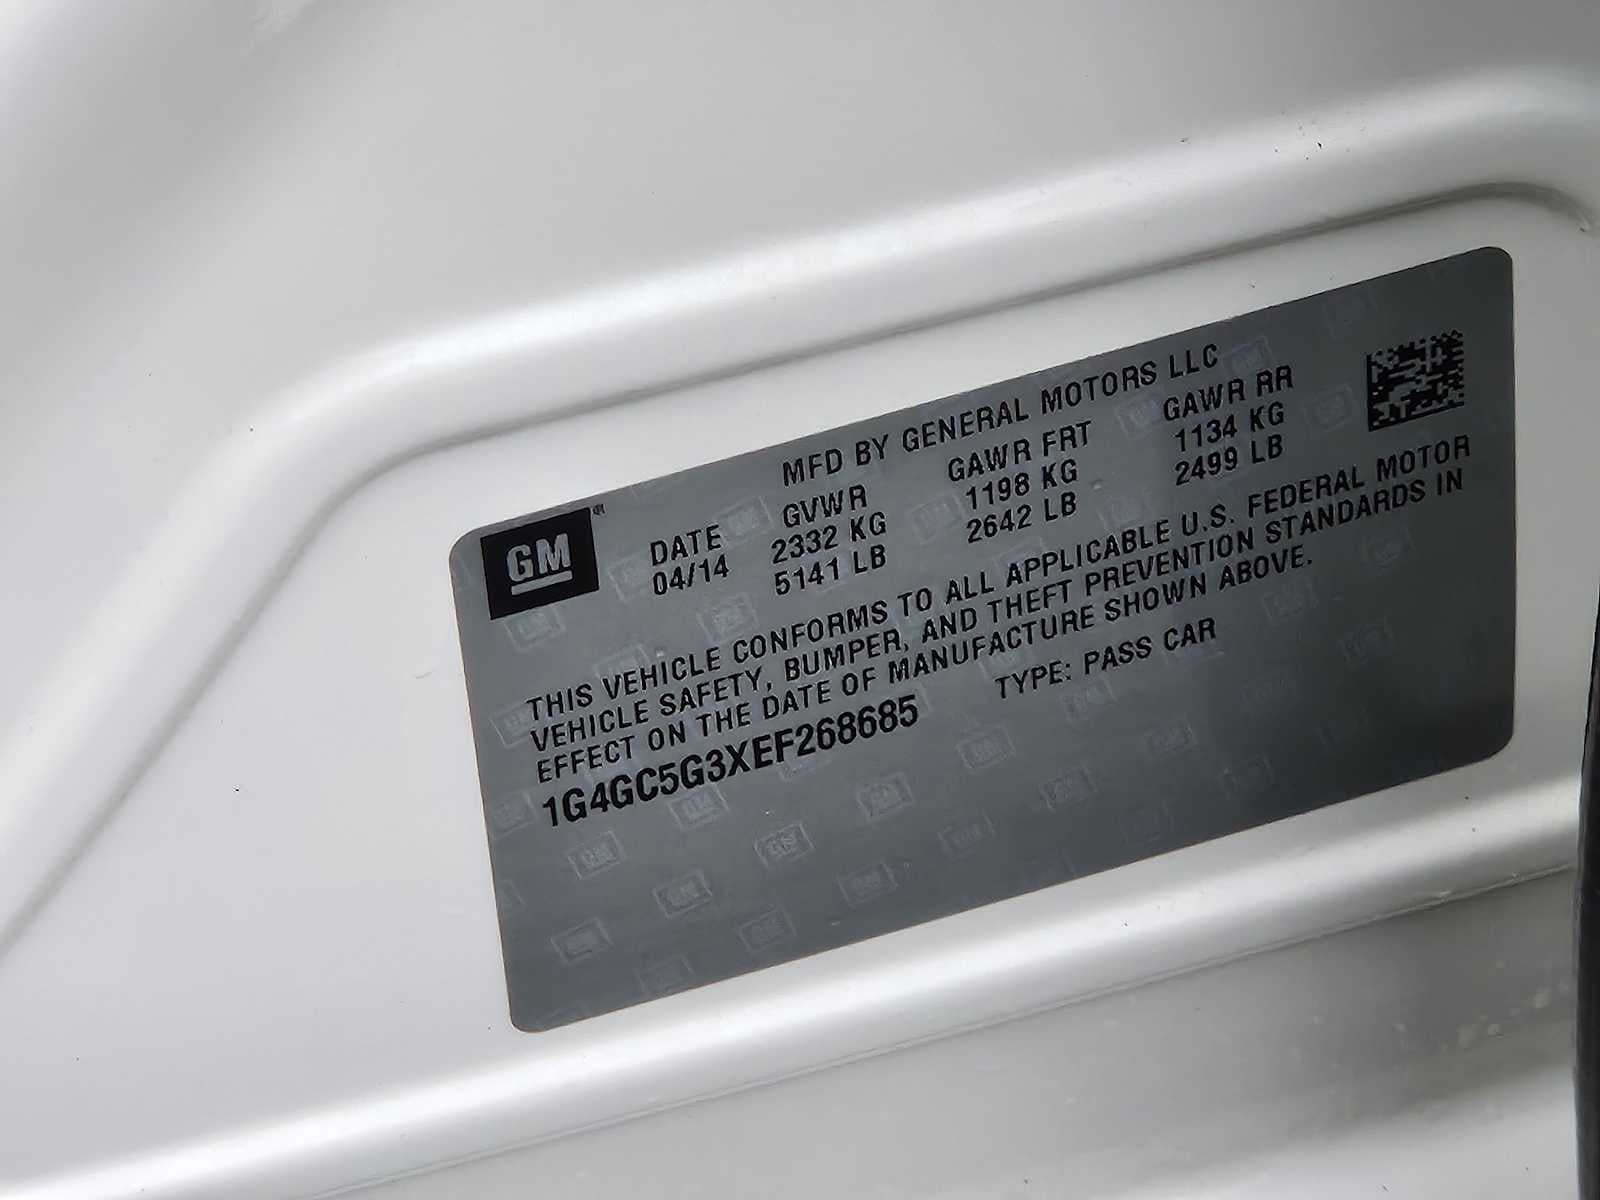 GM
MFD BY GENERAL MOTORS LLC
DATE GVWR GAWR FRT GAWR RR
04/14 2332 KG 1198 KG 1134 KG
5141 LB 2642 LB 2499 LB
THIS VEHICLE CONFORMS TO ALL APPLICABLE U.S. FEDERAL MOTOR
VEHICLE SAFETY, BUMPER, AND THEFT PREVENTION STANDARDS IN
EFFECT ON THE DATE OF MANUFACTURE SHOWN ABOVE.
1G4GC5G3XEF268685 TYPE: PASS CAR